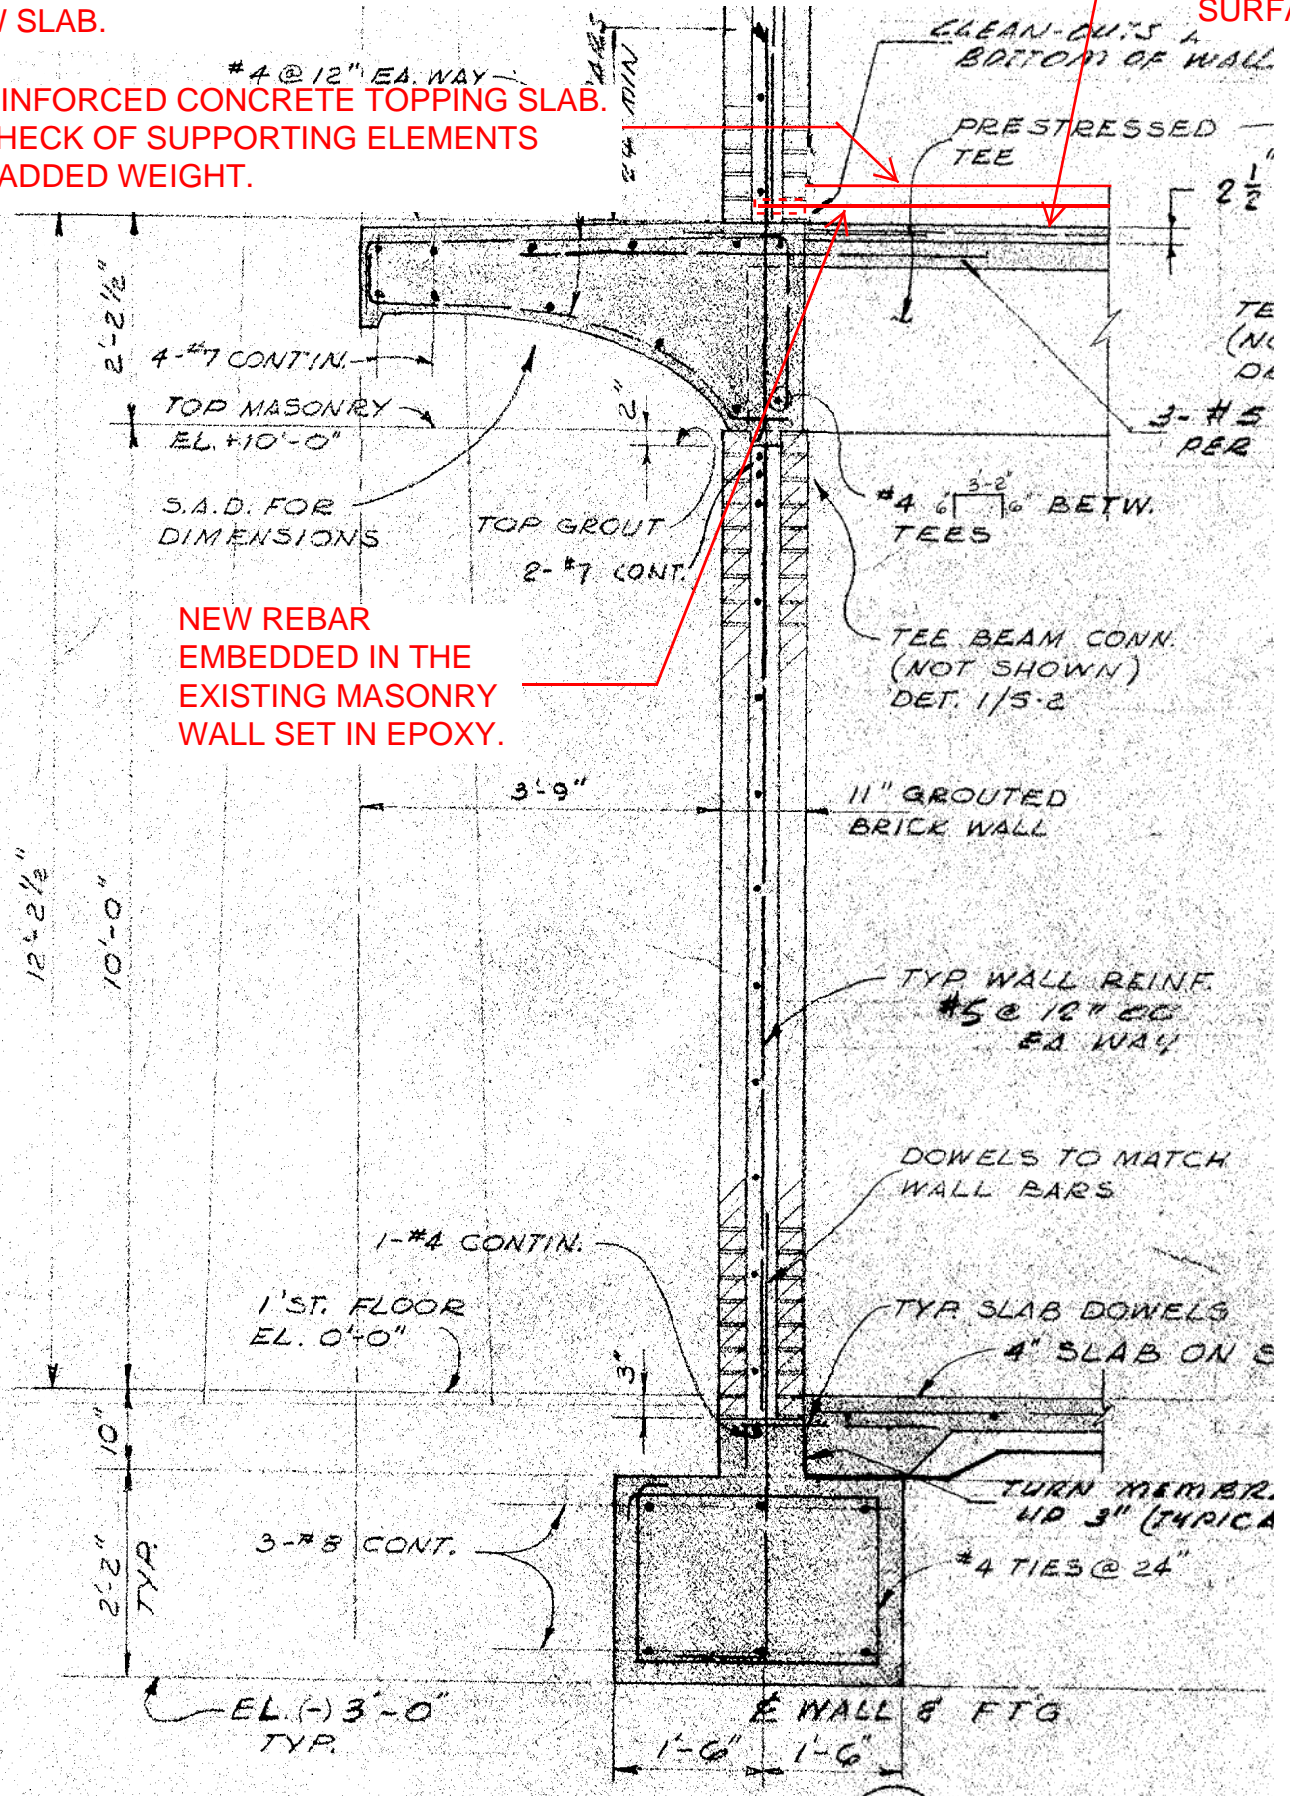 SLAB.
CLEAN-OUTS
BOTTOM OF WALL
#4 @ 12" EA. WAY
INFORCED CONCRETE TOPPING SLAB.
HECK OF SUPPORTING ELEMENTS
ADDED WEIGHT.
MIN
PRESTRESSED
TEE
2 1/2"
2'-2 1/2"
4-#7 CONTIN.
TOP MASONRY
EL. +10'-0"
2"
3-#5
PER
S.A.D. FOR
DIMENSIONS
TOP GROUT
2-#7 CONT.
#4 6" 3'-2" 6" BETW.
TEES
NEW REBAR
EMBEDDED IN THE
EXISTING MASONRY
WALL SET IN EPOXY.
TEE BEAM CONN.
(NOT SHOWN)
DET. 1/S-2
3'-9"
11" GROUTED
BRICK WALL
12'-2 1/2"
10'-0"
TYP. WALL REINF.
#5 @ 12" OC
EA WAY
DOWELS TO MATCH
WALL BARS
1-#4 CONTIN.
1'ST. FLOOR
EL. 0'-0"
TYP. SLAB DOWELS
4" SLAB ON
3"
10"
TURN MEMBR.
UP 3" (TYPICA
3-#8 CONT.
#4 TIES @ 24"
2'-2"
TYP.
EL. (-) 3'-0"
TYP.
℄ WALL & FTG.
1'-6" 1'-6"